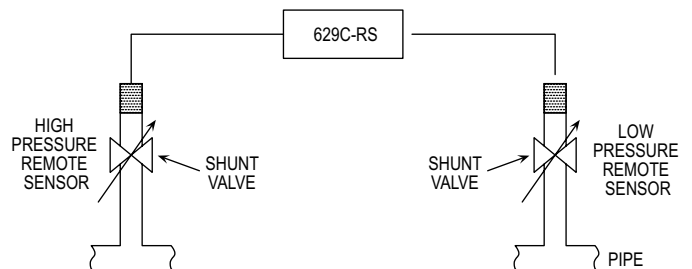 629C-RS
HIGH
PRESSURE
REMOTE
SENSOR
SHUNT
VALVE
SHUNT
VALVE
LOW
PRESSURE
REMOTE
SENSOR
PIPE